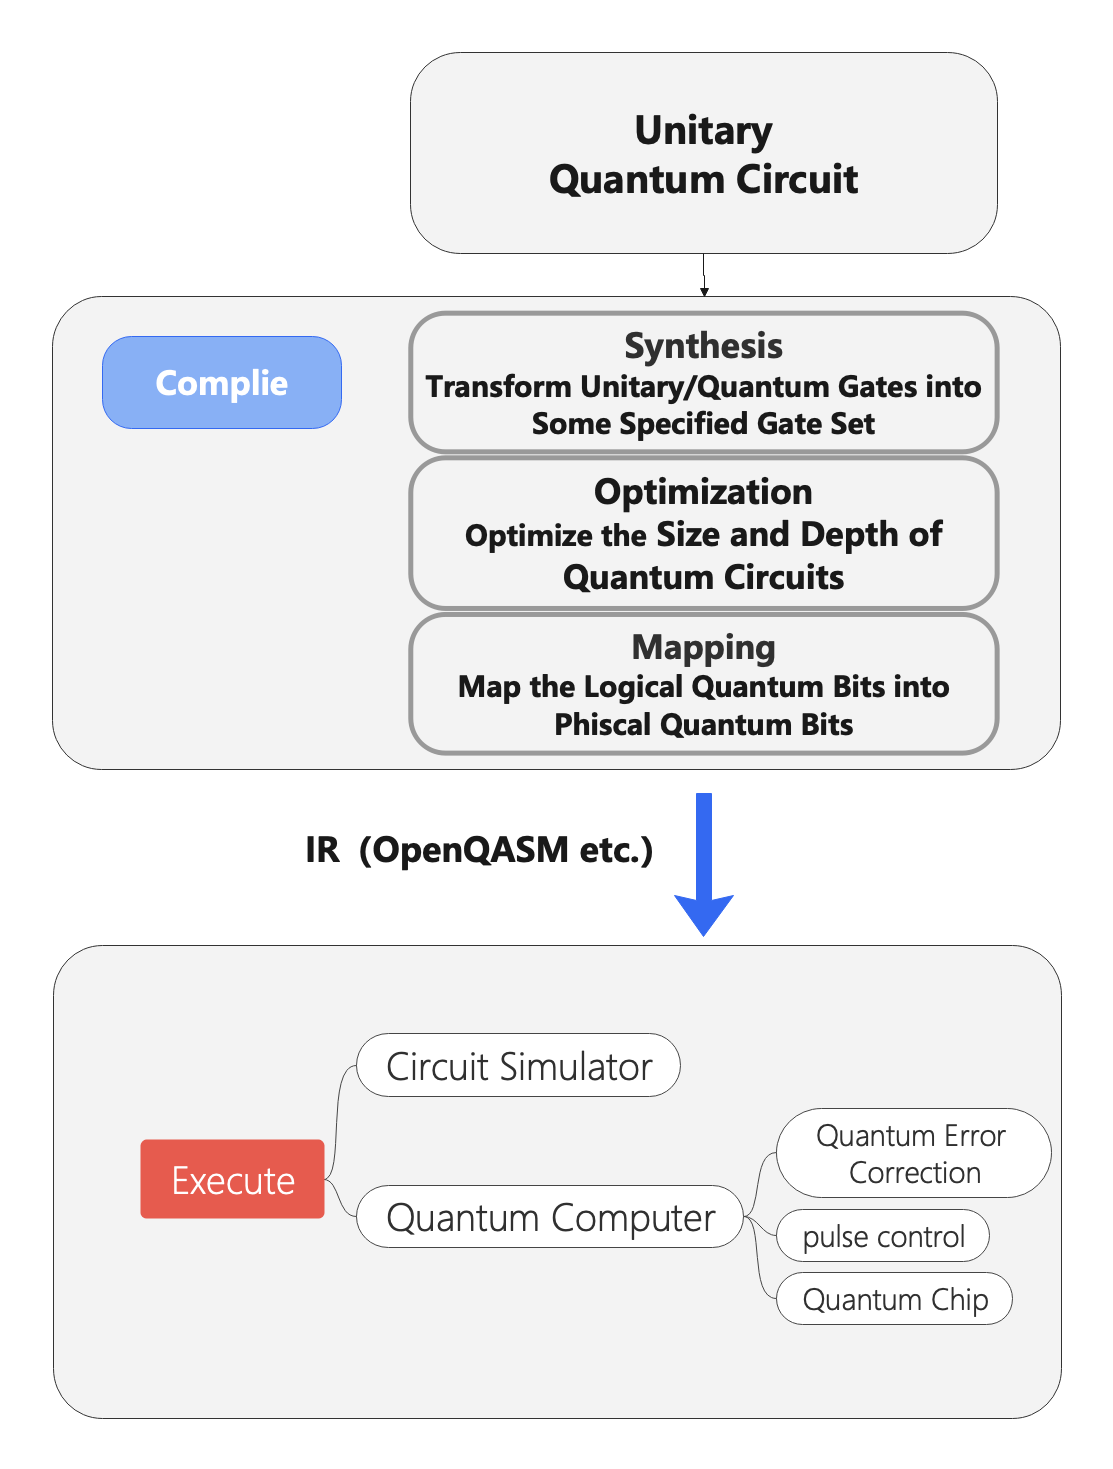 Unitary
Quantum Circuit
Complie
Synthesis
Transform Unitary/Quantum Gates into
Some Specified Gate Set
Optimization
Optimize the Size and Depth of
Quantum Circuits
Mapping
Map the Logical Quantum Bits into
Phiscal Quantum Bits
IR (OpenQASM etc.)
Execute
Circuit Simulator
Quantum Computer
Quantum Error
Correction
pulse control
Quantum Chip